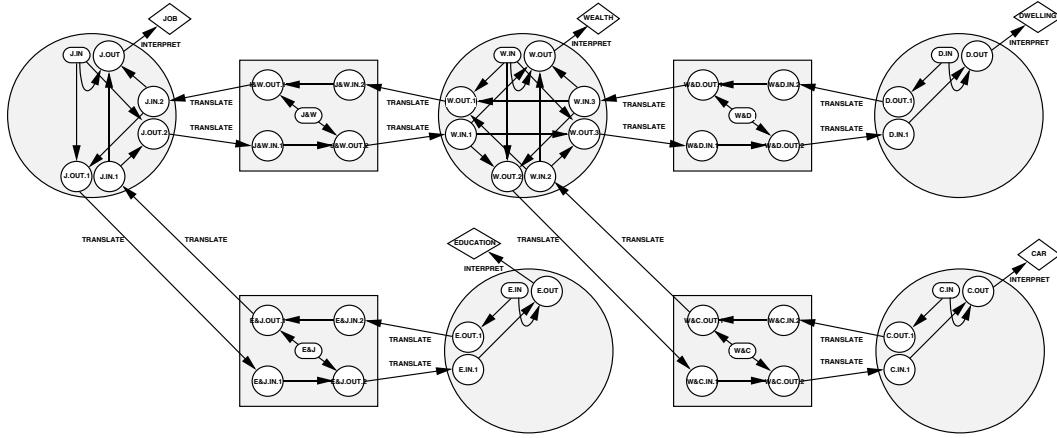 JOB
INTERPRET
J.IN
J.OUT
J.IN.2
J.OUT.2
J.OUT.1
J.IN.1
TRANSLATE
TRANSLATE
J&W.OUT.1
J&W.IN.2
J&W
J&W.IN.1
J&W.OUT.2
TRANSLATE
TRANSLATE
WEALTH
INTERPRET
W.IN
W.OUT
W.OUT.1
W.IN.3
W.IN.1
W.OUT.3
W.OUT.2
W.IN.2
TRANSLATE
TRANSLATE
W&D.OUT.1
W&D.IN.2
W&D
W&D.IN.1
W&D.OUT.2
TRANSLATE
TRANSLATE
DWELLING
INTERPRET
D.IN
D.OUT
D.OUT.1
D.IN.1
TRANSLATE
TRANSLATE
E&J.OUT.1
E&J.IN.2
E&J
E&J.IN.1
E&J.OUT.2
TRANSLATE
TRANSLATE
EDUCATION
INTERPRET
E.IN
E.OUT
E.OUT.1
E.IN.1
TRANSLATE
TRANSLATE
W&C.OUT.1
W&C.IN.2
W&C
W&C.IN.1
W&C.OUT.2
TRANSLATE
TRANSLATE
CAR
INTERPRET
C.IN
C.OUT
C.OUT.1
C.IN.1